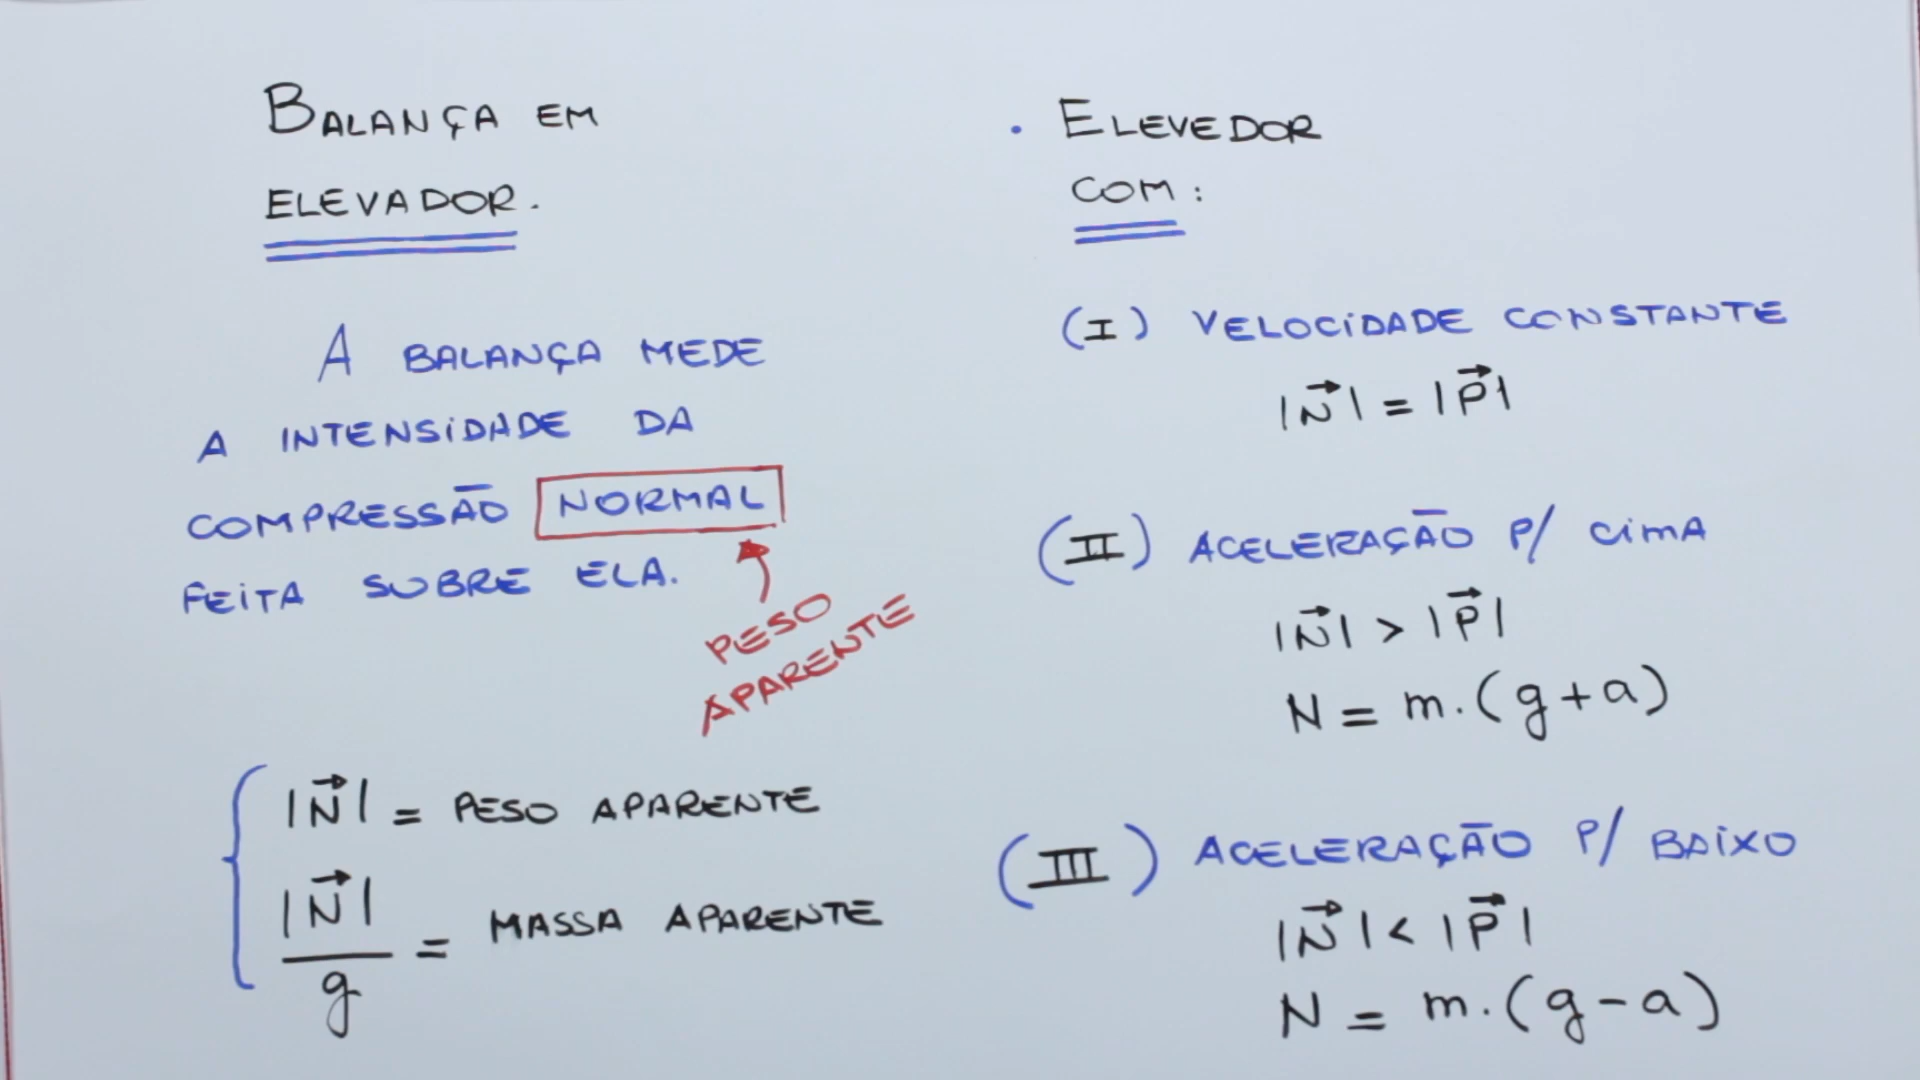 BALANÇA EM
ELEVADOR.
A BALANÇA MEDE
A INTENSIDADE DA
COMPRESSÃO NORMAL
FEITA SOBRE ELA.
PESO
APARENTE
|N⃗| = PESO APARENTE
|N⃗|/g = MASSA APARENTE
. ELEVEDOR
COM:
(I) VELOCIDADE CONSTANTE
|N⃗| = |P⃗|
(II) ACELERAÇÃO P/ CIMA
|N⃗| > |P⃗|
N = m.(g+a)
(III) ACELERAÇÃO P/ BAIXO
|N⃗| < |P⃗|
N = m.(g-a)